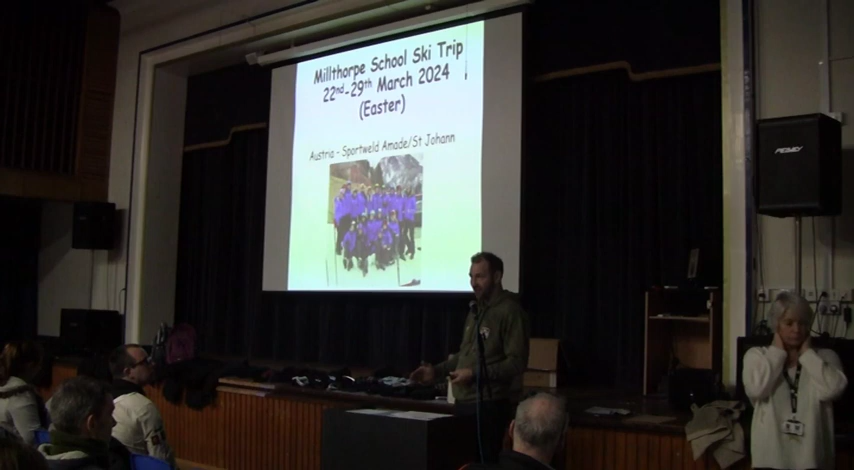 Millthorpe School Ski Trip
22nd-29th March 2024
(Easter)
Austria - Sportweld Amade/St Johann
PEAVEY